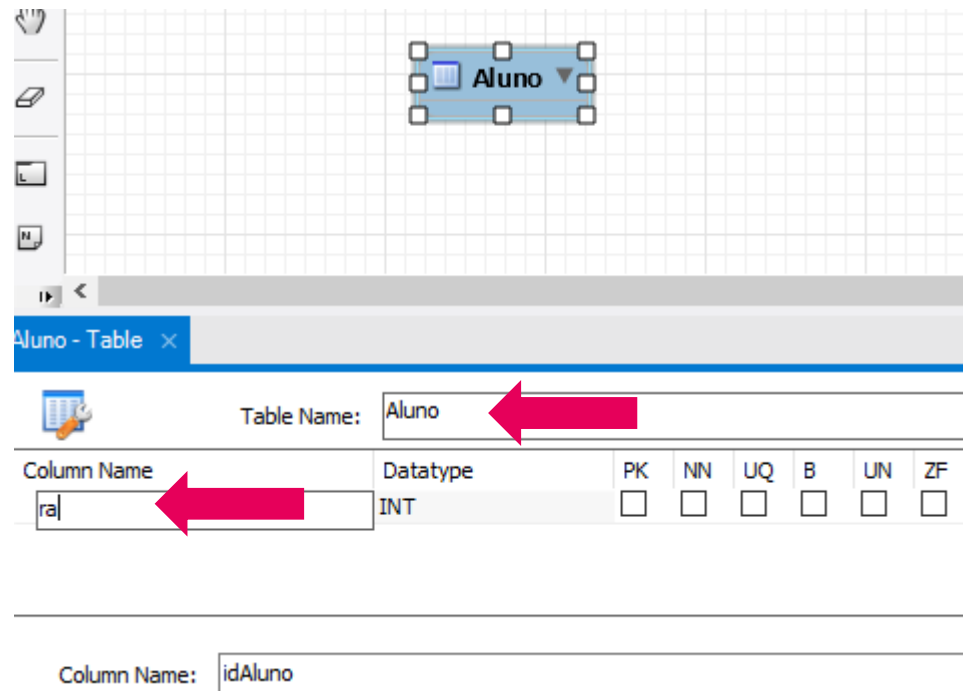 Aluno
L
N
Aluno - Table
Table Name: Aluno
Column Name Datatype PK NN UQ B UN ZF
ra INT
Column Name: idAluno